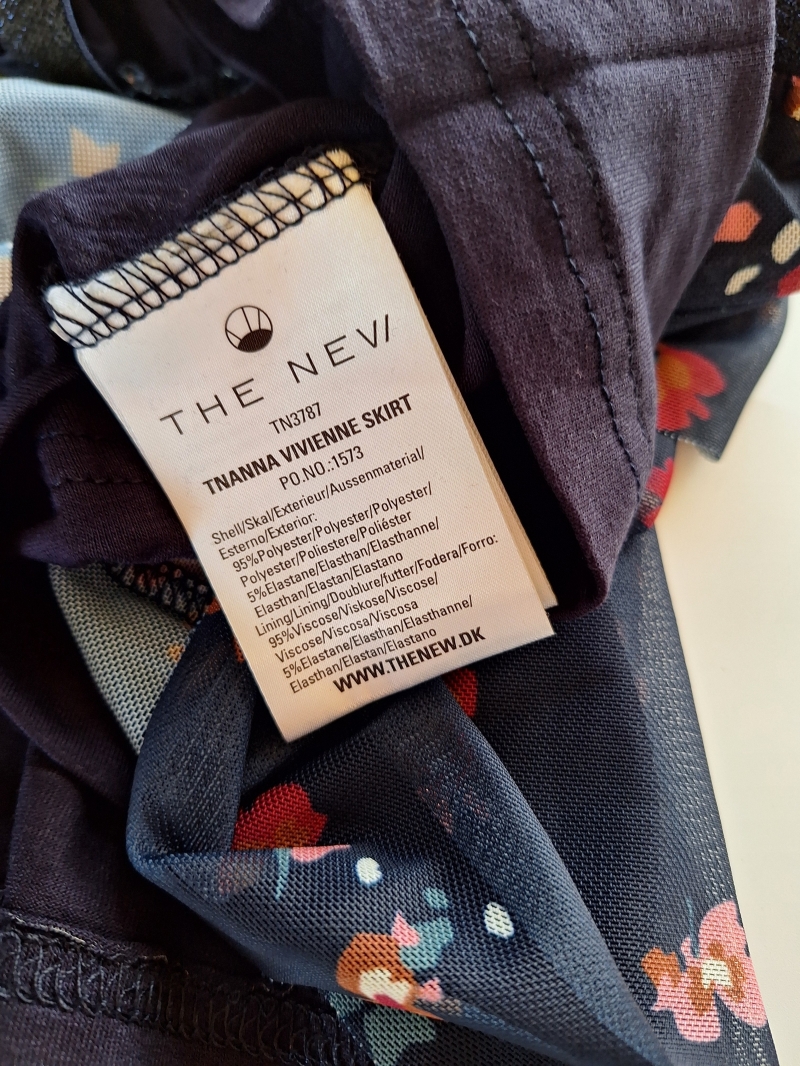 THE NEW
TN3787
TNANNA VIVIENNE SKIRT
PO.NO.:1573
Shell/Skal/Exterieur/Aussenmaterial/
Esterno/Exterior:
95%Polyester/Polyester/Polyester/
Polyester/Poliestere/Poliéster
5%Elastane/Elasthan/Elasthanne/
Elasthan/Elastan/Elastano
Lining/Lining/Doublure/futter/Fodera/Forro:
95%Viscose/Viskose/Viscose/
Viscose/Viscosa/Viscosa
5%Elastane/Elasthan/Elasthanne/
Elasthan/Elastan/Elastano
WWW.THENEW.DK